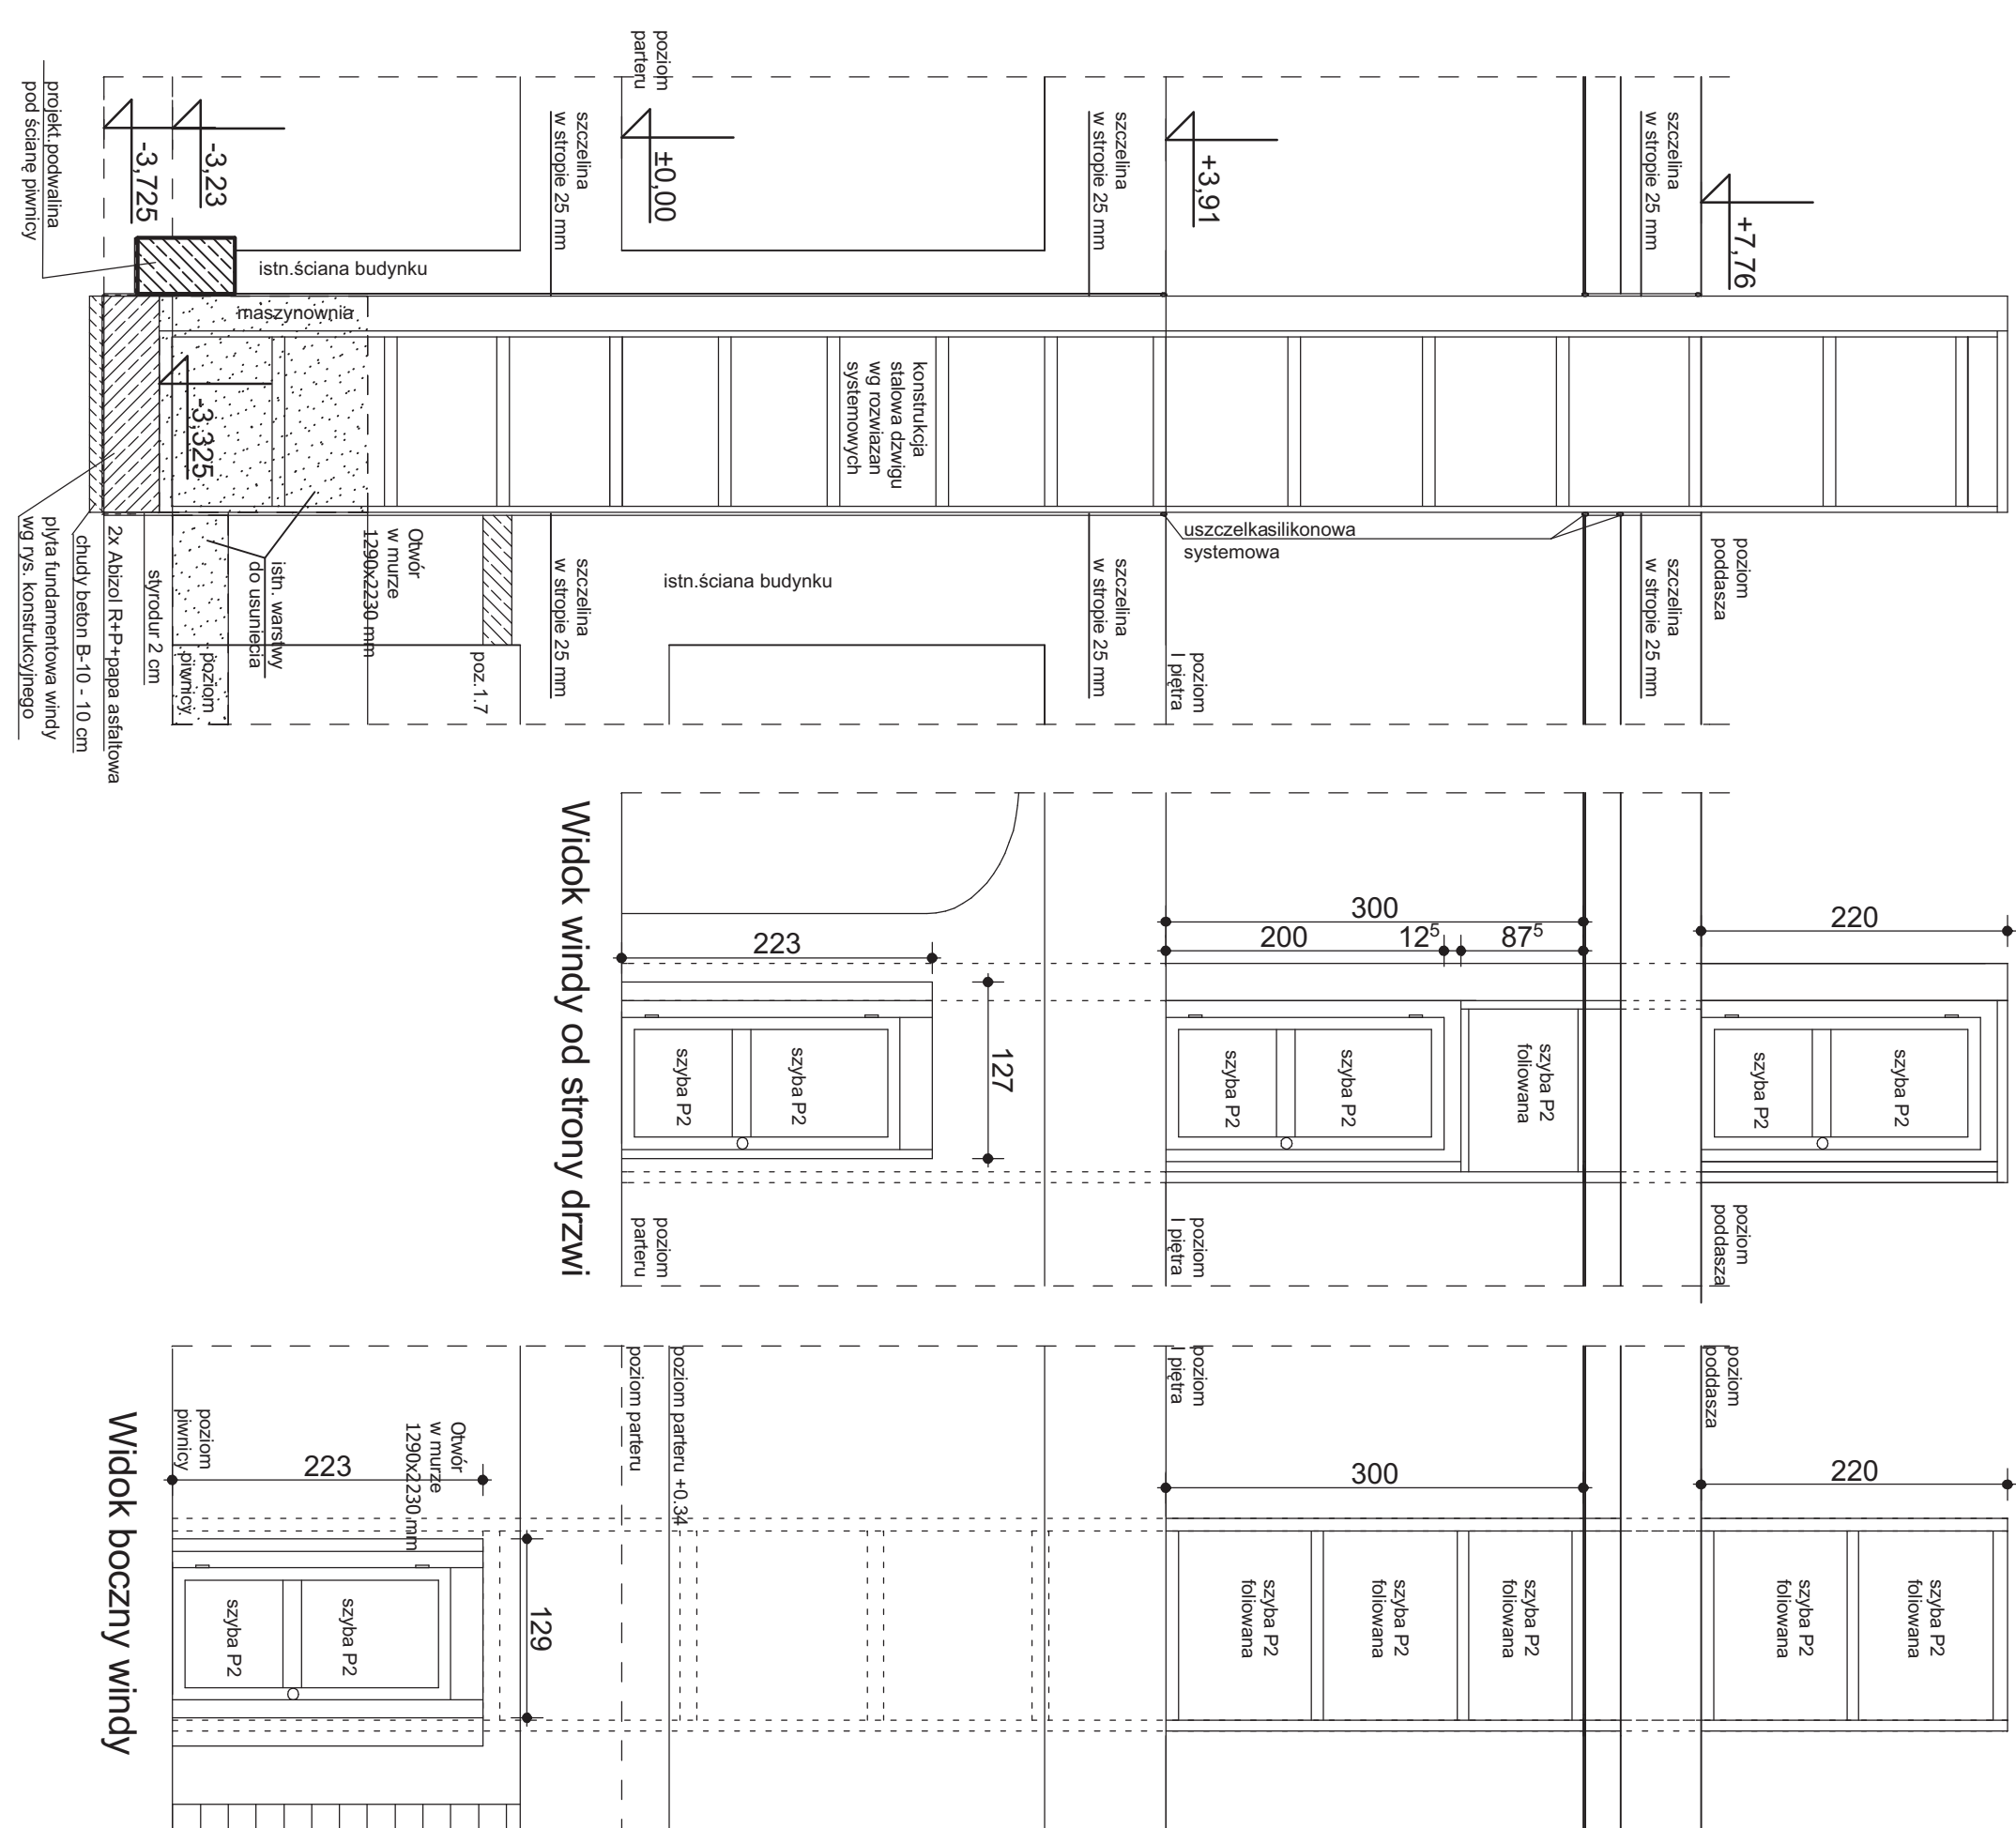 poziom
parteru
szczelina
w stropie 25 mm
szczelina
w stropie 25 mm
szczelina
w stropie 25 mm
+7,76
+3,91
±0,00
-3,23
-3,725
projekt.podwalina
pod ścianę piwnicy
istn.ściana budynku
maszynownia
konstrukcja
stalowa dzwigu
wg rozwiazan
systemowych
-3,325
uszczelkasilikonowa
systemowa
poziom
poddasza
szczelina
w stropie 25 mm
szczelina
w stropie 25 mm
szczelina
w stropie 25 mm
istn.ściana budynku
Otwór
w murze
1290x2230 mm
istn. warstwy
do usuniecia
poziom
I piętra
poz.1.7
poziom
piwnicy
styrodur 2 cm
2x Abizol R+P+papa asfaltowa
chudy beton B-10 - 10 cm
plyta fundamentowa windy
wg rys. konstrukcyjnego
Widok windy od strony drzwi
223
127
300
200
12⁵
87⁵
220
szyba P2
szyba P2
szyba P2
szyba P2
szyba P2
foliowana
szyba P2
szyba P2
poziom
parteru
poziom
I piętra
poziom
poddasza
Widok boczny windy
poziom
piwnicy
223
Otwór
w murze
1290x2230 mm
poziom parteru
poziom parteru +0.34
poziom
I piętra
poziom
poddasza
300
220
129
szyba P2
szyba P2
szyba P2
foliowana
szyba P2
foliowana
szyba P2
foliowana
szyba P2
foliowana
szyba P2
foliowana